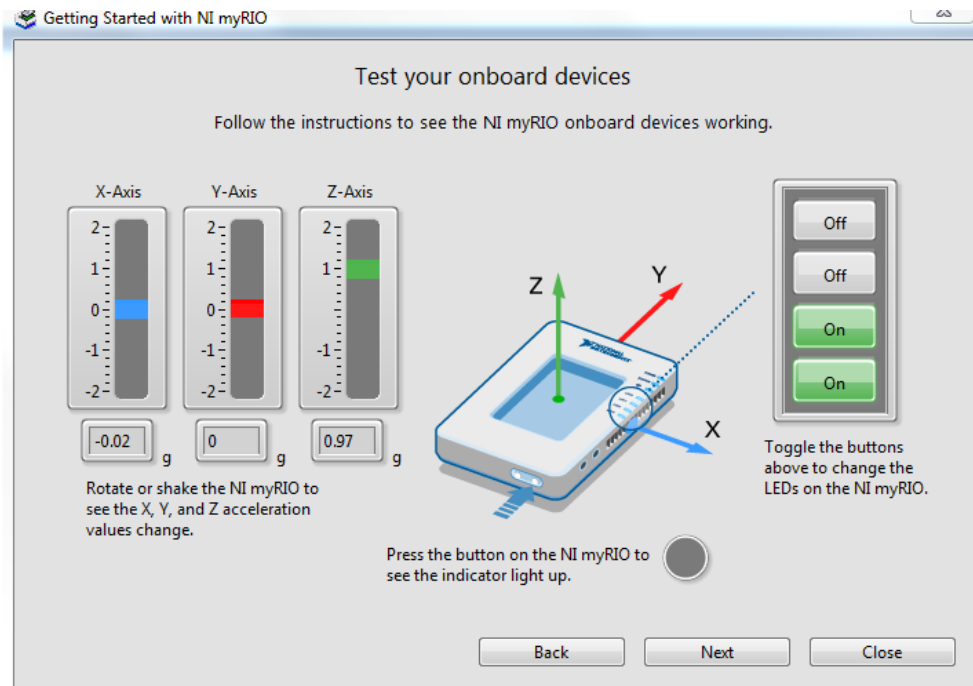 Getting Started with NI myRIO
Test your onboard devices
Follow the instructions to see the NI myRIO onboard devices working.
X-Axis
2
1
0
-1
-2
-0.02 g
Y-Axis
2
1
0
-1
-2
0 g
Z-Axis
2
1
0
-1
-2
0.97 g
Rotate or shake the NI myRIO to
see the X, Y, and Z acceleration
values change.
Z
Y
X
NATIONAL
INSTRUMENTS
Press the button on the NI myRIO to
see the indicator light up.
Off
Off
On
On
Toggle the buttons
above to change the
LEDs on the NI myRIO.
Back
Next
Close